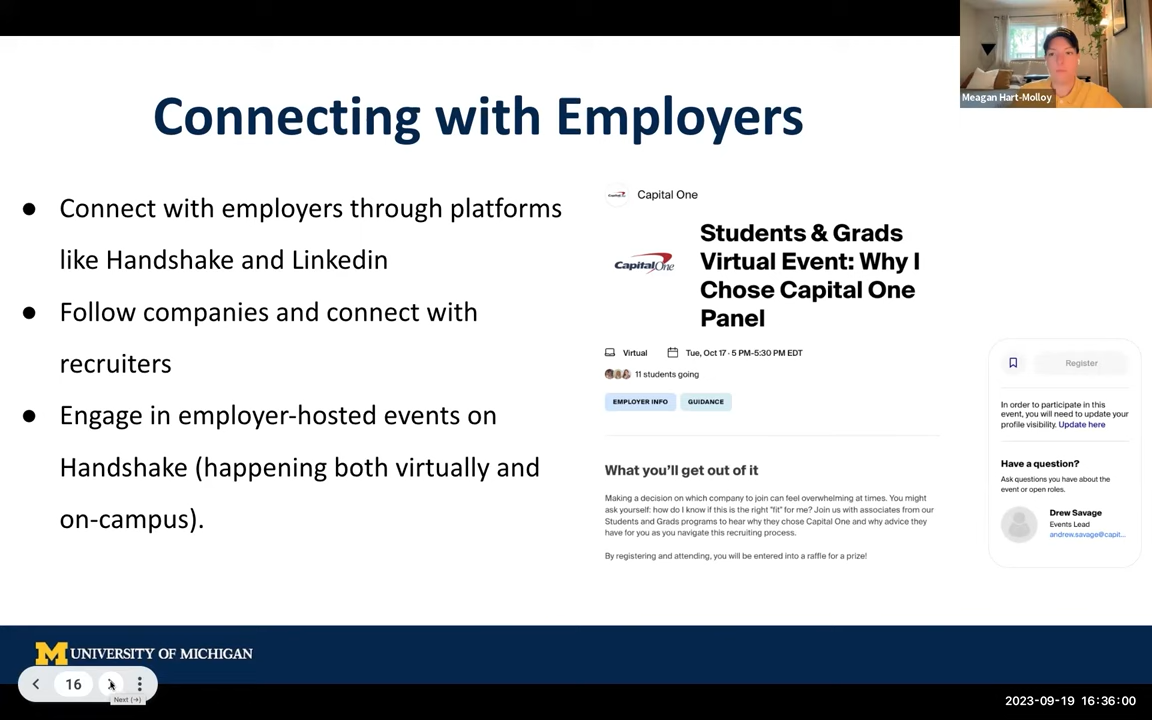 Meagan Hart-Molloy
Connecting with Employers
● Connect with employers through platforms
like Handshake and Linkedin
● Follow companies and connect with
recruiters
● Engage in employer-hosted events on
Handshake (happening both virtually and
on-campus).
Capital One
Capital One
Students & Grads
Virtual Event: Why I
Chose Capital One
Panel
Virtual Tue, Oct 17 · 5 PM-5:30 PM EDT
11 students going
EMPLOYER INFO GUIDANCE
What you'll get out of it
Making a decision on which company to join can feel overwhelming at times. You might
ask yourself: how do I know if this is the right "fit" for me? Join us with associates from our
Students and Grads programs to hear why they chose Capital One and why advice they
have for you as you navigate this recruiting process.
By registering and attending, you will be entered into a raffle for a prize!
Register
In order to participate in this
event, you will need to update your
profile visibility. Update here
Have a question?
Ask questions you have about the
event or open roles.
Drew Savage
Events Lead
andrew.savage@capit...
M UNIVERSITY OF MICHIGAN
16
Next (→)
2023-09-19 16:36:00